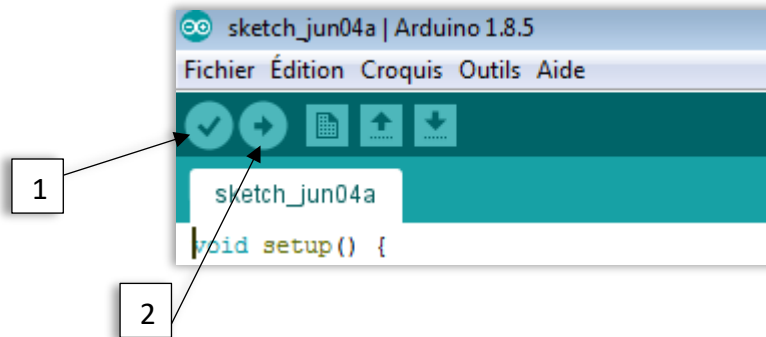 sketch_jun04a | Arduino 1.8.5
Fichier Édition Croquis Outils Aide
1
sketch_jun04a
void setup() {
2